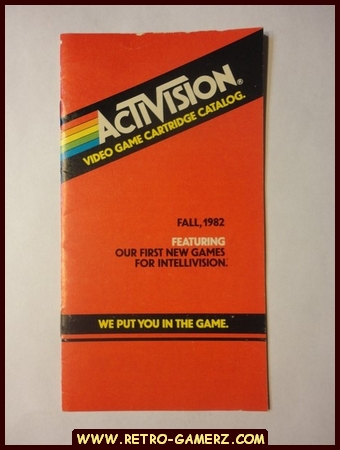 ACTIVISION®
VIDEO GAME CARTRIDGE CATALOG.
FALL, 1982
FEATURING
OUR FIRST NEW GAMES
FOR INTELLIVISION.
WE PUT YOU IN THE GAME.
WWW.RETRO-GAMERZ.COM